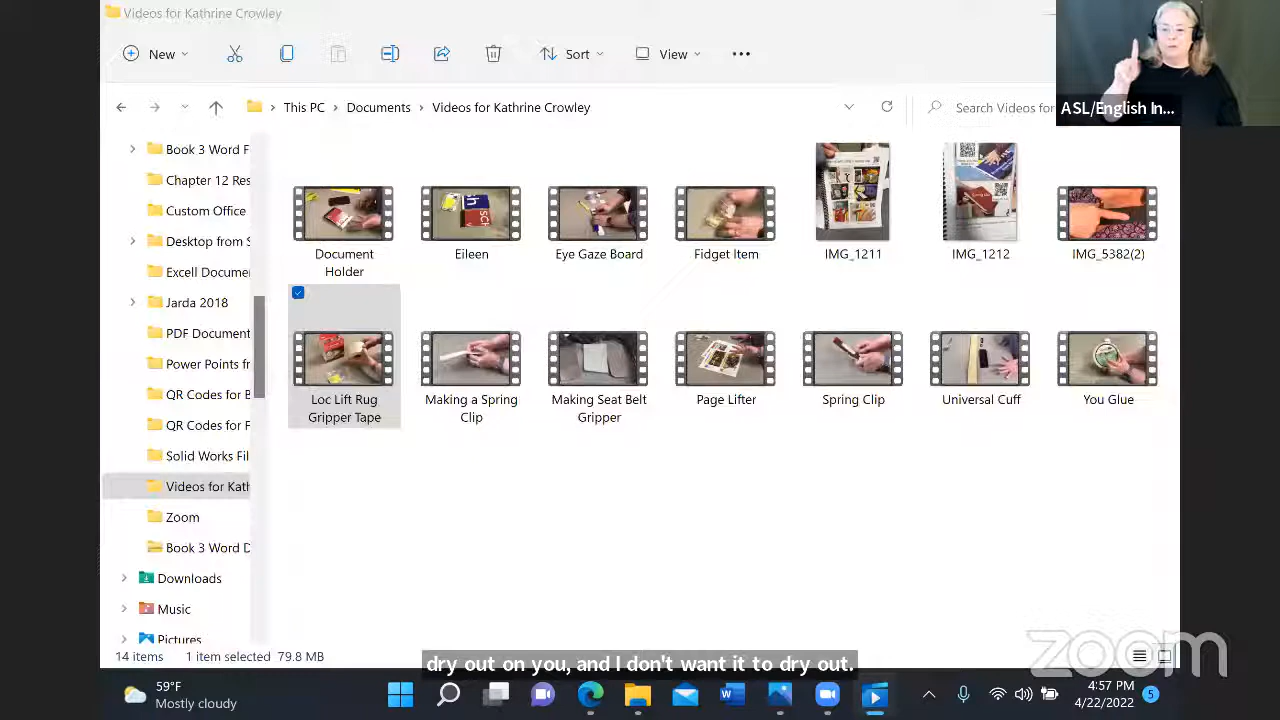 Videos for Kathrine Crowley
New
Sort
View
This PC
Documents
Videos for Kathrine Crowley
Search Videos for
ASL/English In...
Book 3 Word F
Chapter 12 Res
Custom Office
Desktop from S
Excell Docume
Jarda 2018
PDF Document
Power Points fr
QR Codes for B
QR Codes for F
Solid Works Fil
Videos for Kath
Zoom
Book 3 Word D
Downloads
Music
Pictures
Document
Holder
Eileen
Eye Gaze Board
Fidget Item
IMG_1211
IMG_1212
IMG_5382(2)
Loc Lift Rug
Gripper Tape
Making a Spring
Clip
Making Seat Belt
Gripper
Page Lifter
Spring Clip
Universal Cuff
You Glue
14 items
1 item selected
79.8 MB
dry out on you, and I don't want it to dry out.
zoom
59°F
Mostly cloudy
4:57 PM
4/22/2022
5